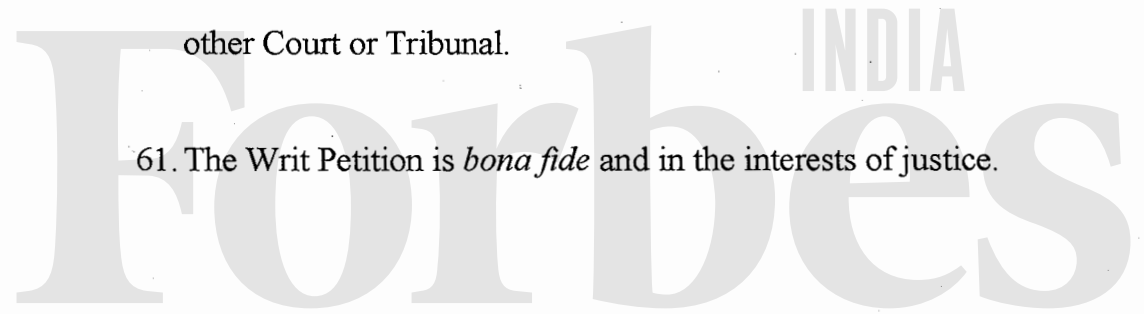 other Court or Tribunal.
INDIA
Forbes
61. The Writ Petition is bona fide and in the interests of justice.